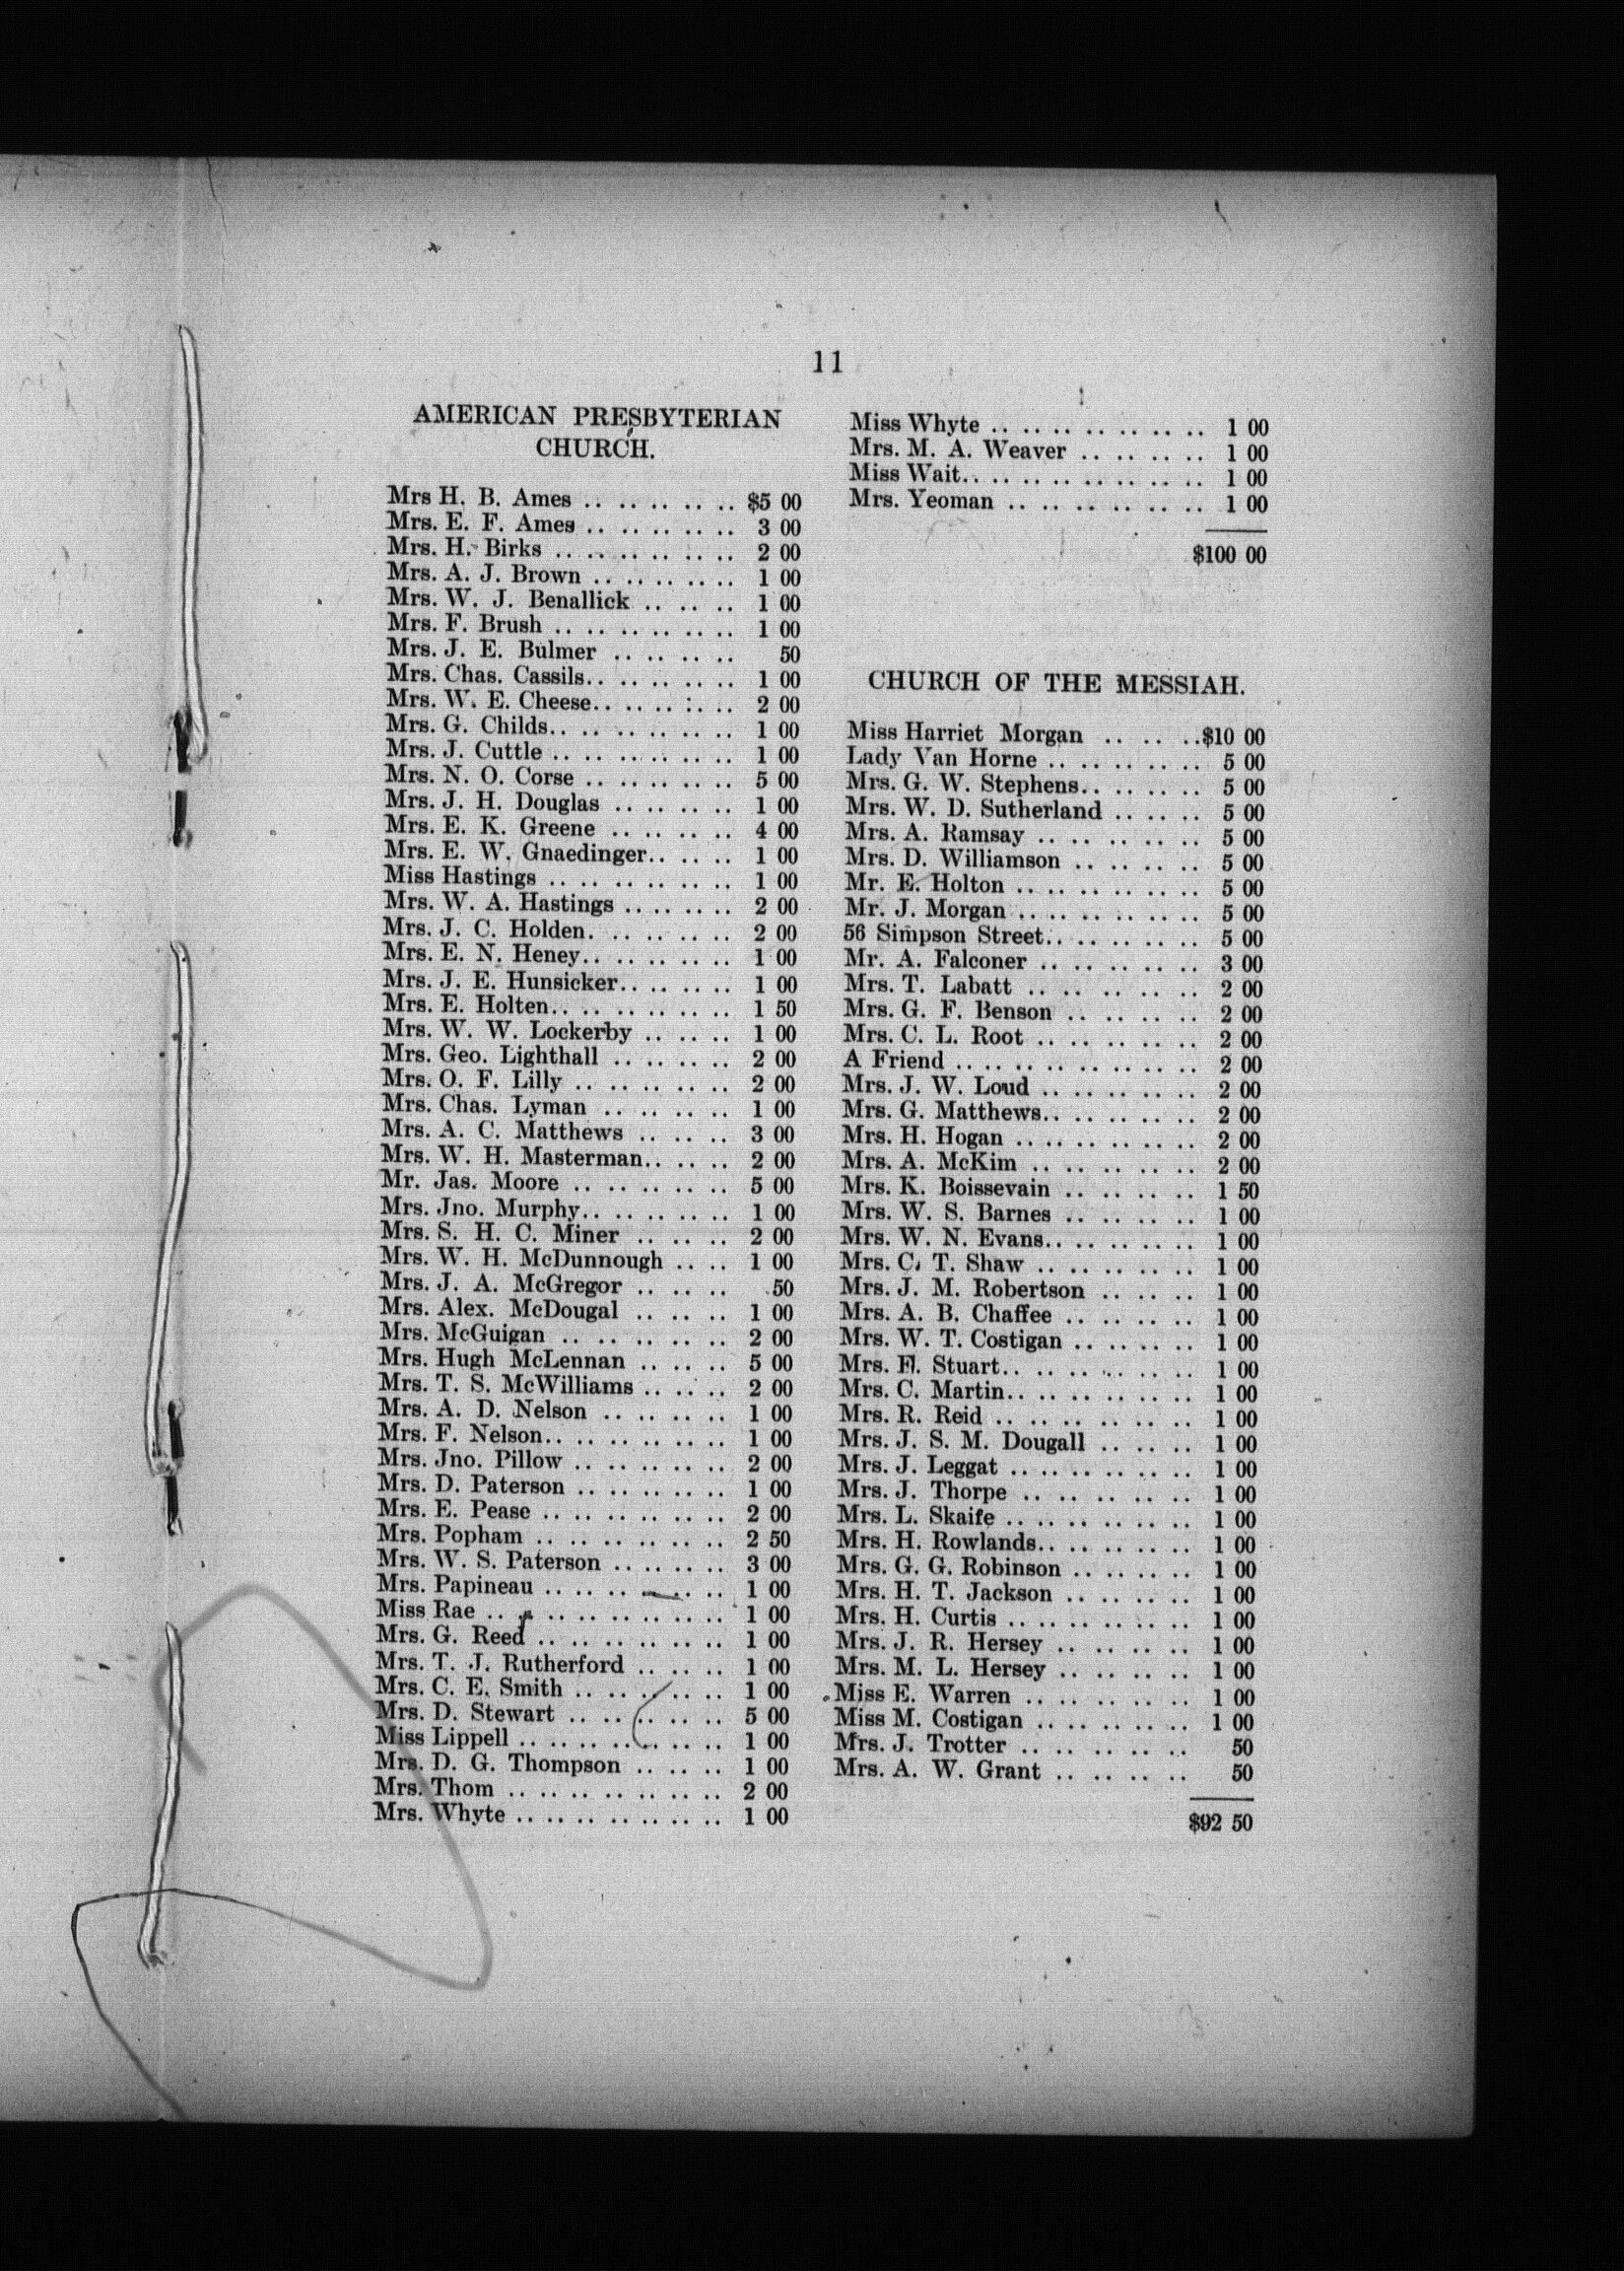 11
AMERICAN PRESBYTERIAN
CHURCH.
Mrs H. B. Ames .. .. .. .. .. $5 00
Mrs. E. F. Ames .. .. .. .. .. 3 00
Mrs. H. Birks .. .. .. .. .. .. 2 00
Mrs. A. J. Brown .. .. .. .. .. 1 00
Mrs. W. J. Benallick .. .. .. 1 00
Mrs. F. Brush .. .. .. .. .. .. 1 00
Mrs. J. E. Bulmer .. .. .. .. 50
Mrs. Chas. Cassils.. .. .. .. .. 1 00
Mrs. W. E. Cheese.. .. .. .. .. 2 00
Mrs. G. Childs.. .. .. .. .. .. 1 00
Mrs. J. Cuttle .. .. .. .. .. .. 1 00
Mrs. N. O. Corse .. .. .. .. .. 5 00
Mrs. J. H. Douglas .. .. .. .. 1 00
Mrs. E. K. Greene .. .. .. .. 4 00
Mrs. E. W. Gnaedinger.. .. .. 1 00
Miss Hastings .. .. .. .. .. .. 1 00
Mrs. W. A. Hastings .. .. .. .. 2 00
Mrs. J. C. Holden. .. .. .. .. 2 00
Mrs. E. N. Heney.. .. .. .. .. 1 00
Mrs. J. E. Hunsicker.. .. .. .. 1 00
Mrs. E. Holten.. .. .. .. .. .. 1 50
Mrs. W. W. Lockerby .. .. .. 1 00
Mrs. Geo. Lighthall .. .. .. .. 2 00
Mrs. O. F. Lilly .. .. .. .. .. 2 00
Mrs. Chas. Lyman .. .. .. .. 1 00
Mrs. A. C. Matthews .. .. .. 3 00
Mrs. W. H. Masterman.. .. .. 2 00
Mr. Jas. Moore .. .. .. .. .. 5 00
Mrs. Jno. Murphy.. .. .. .. .. 1 00
Mrs. S. H. C. Miner .. .. .. 2 00
Mrs. W. H. McDunnough .. .. 1 00
Mrs. J. A. McGregor .. .. .. 50
Mrs. Alex. McDougal .. .. .. 1 00
Mrs. McGuigan .. .. .. .. .. .. 2 00
Mrs. Hugh McLennan .. .. .. 5 00
Mrs. T. S. McWilliams .. .. .. 2 00
Mrs. A. D. Nelson .. .. .. .. 1 00
Mrs. F. Nelson.. .. .. .. .. .. 1 00
Mrs. Jno. Pillow .. .. .. .. .. 2 00
Mrs. D. Paterson .. .. .. .. .. 1 00
Mrs. E. Pease .. .. .. .. .. .. 2 00
Mrs. Popham .. .. .. .. .. .. 2 50
Mrs. W. S. Paterson .. .. .. .. 3 00
Mrs. Papineau .. .. .. .. .. .. 1 00
Miss Rae .. .. .. .. .. .. .. .. 1 00
Mrs. G. Reed .. .. .. .. .. .. 1 00
Mrs. T. J. Rutherford .. .. .. 1 00
Mrs. C. E. Smith .. .. .. .. .. 1 00
Mrs. D. Stewart .. .. .. .. .. 5 00
Miss Lippell .. .. .. .. .. .. .. 1 00
Mrs. D. G. Thompson .. .. .. 1 00
Mrs. Thom .. .. .. .. .. .. .. 2 00
Mrs. Whyte .. .. .. .. .. .. .. 1 00
Miss Whyte .. .. .. .. .. .. .. 1 00
Mrs. M. A. Weaver .. .. .. .. 1 00
Miss Wait.. .. .. .. .. .. .. .. 1 00
Mrs. Yeoman .. .. .. .. .. .. 1 00
$100 00
CHURCH OF THE MESSIAH.
Miss Harriet Morgan .. .. ..$10 00
Lady Van Horne .. .. .. .. .. 5 00
Mrs. G. W. Stephens.. .. .. .. 5 00
Mrs. W. D. Sutherland .. .. .. 5 00
Mrs. A. Ramsay .. .. .. .. .. 5 00
Mrs. D. Williamson .. .. .. .. 5 00
Mr. E. Holton .. .. .. .. .. .. 5 00
Mr. J. Morgan .. .. .. .. .. .. 5 00
56 Simpson Street.. .. .. .. .. 5 00
Mr. A. Falconer .. .. .. .. .. 3 00
Mrs. T. Labatt .. .. .. .. .. .. 2 00
Mrs. G. F. Benson .. .. .. .. 2 00
Mrs. C. L. Root .. .. .. .. .. 2 00
A Friend .. .. .. .. .. .. .. .. 2 00
Mrs. J. W. Loud .. .. .. .. .. 2 00
Mrs. G. Matthews.. .. .. .. .. 2 00
Mrs. H. Hogan .. .. .. .. .. .. 2 00
Mrs. A. McKim .. .. .. .. .. .. 2 00
Mrs. K. Boissevain .. .. .. .. 1 50
Mrs. W. S. Barnes .. .. .. .. 1 00
Mrs. W. N. Evans.. .. .. .. .. 1 00
Mrs. C. T. Shaw .. .. .. .. .. 1 00
Mrs. J. M. Robertson .. .. .. 1 00
Mrs. A. B. Chaffee .. .. .. .. 1 00
Mrs. W. T. Costigan .. .. .. .. 1 00
Mrs. Stuart.. .. .. .. .. .. 1 00
Mrs. C. Martin.. .. .. .. .. .. 1 00
Mrs. R. Reid .. .. .. .. .. .. 1 00
Mrs. J. S. M. Dougall .. .. .. 1 00
Mrs. J. Leggat .. .. .. .. .. .. 1 00
Mrs. J. Thorpe .. .. .. .. .. .. 1 00
Mrs. L. Skaife .. .. .. .. .. .. 1 00
Mrs. H. Rowlands.. .. .. .. .. 1 00
Mrs. G. G. Robinson .. .. .. .. 1 00
Mrs. H. T. Jackson .. .. .. .. 1 00
Mrs. H. Curtis .. .. .. .. .. .. 1 00
Mrs. J. R. Hersey .. .. .. .. .. 1 00
Mrs. M. L. Hersey .. .. .. .. .. 1 00
Miss E. Warren .. .. .. .. .. .. 1 00
Miss M. Costigan .. .. .. .. .. 1 00
Mrs. J. Trotter .. .. .. .. .. .. 50
Mrs. A. W. Grant .. .. .. .. .. 50
$92 50